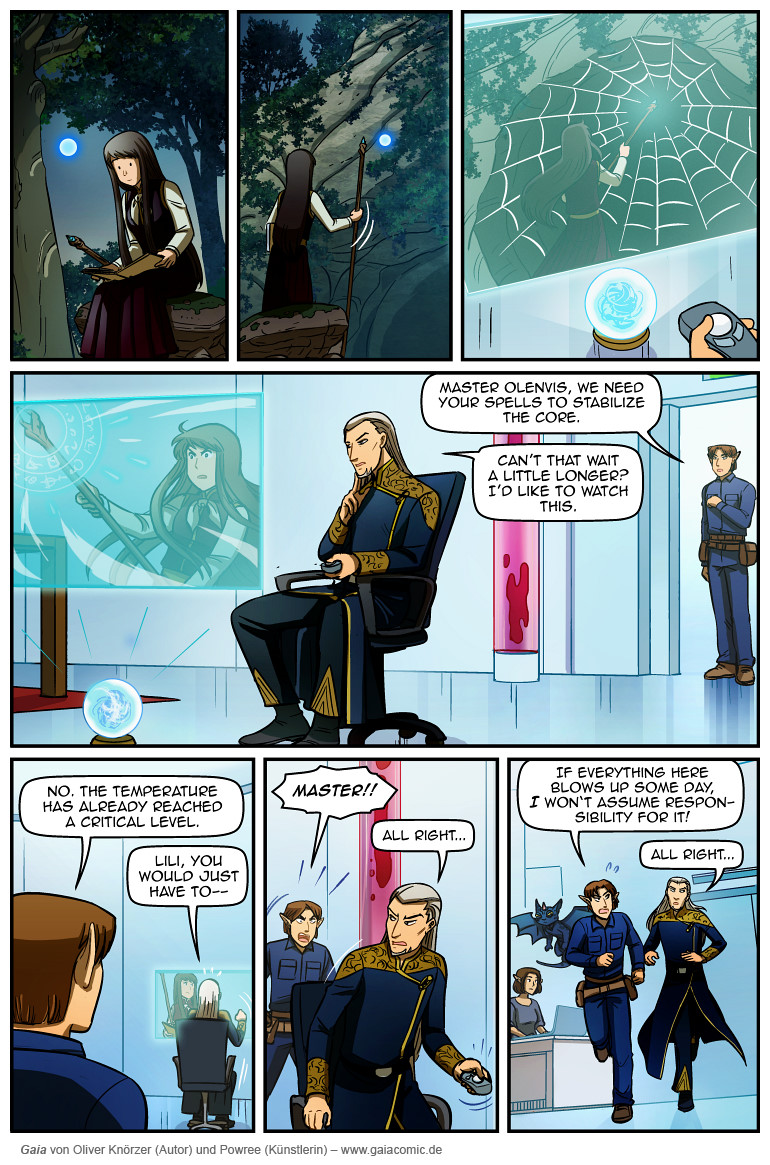 MASTER OLENVIS, WE NEED
YOUR SPELLS TO STABILIZE
THE CORE.
CAN'T THAT WAIT
A LITTLE LONGER?
I'D LIKE TO WATCH
THIS.
NO. THE TEMPERATURE
HAS ALREADY REACHED
A CRITICAL LEVEL.
LILI, YOU
WOULD JUST
HAVE TO--
MASTER!!
ALL RIGHT...
IF EVERYTHING HERE
BLOWS UP SOME DAY,
I WON'T ASSUME RESPON-
SIBILITY FOR IT!
ALL RIGHT...
Gaia von Oliver Knörzer (Autor) und Powree (Künstlerin) – www.gaiacomic.de